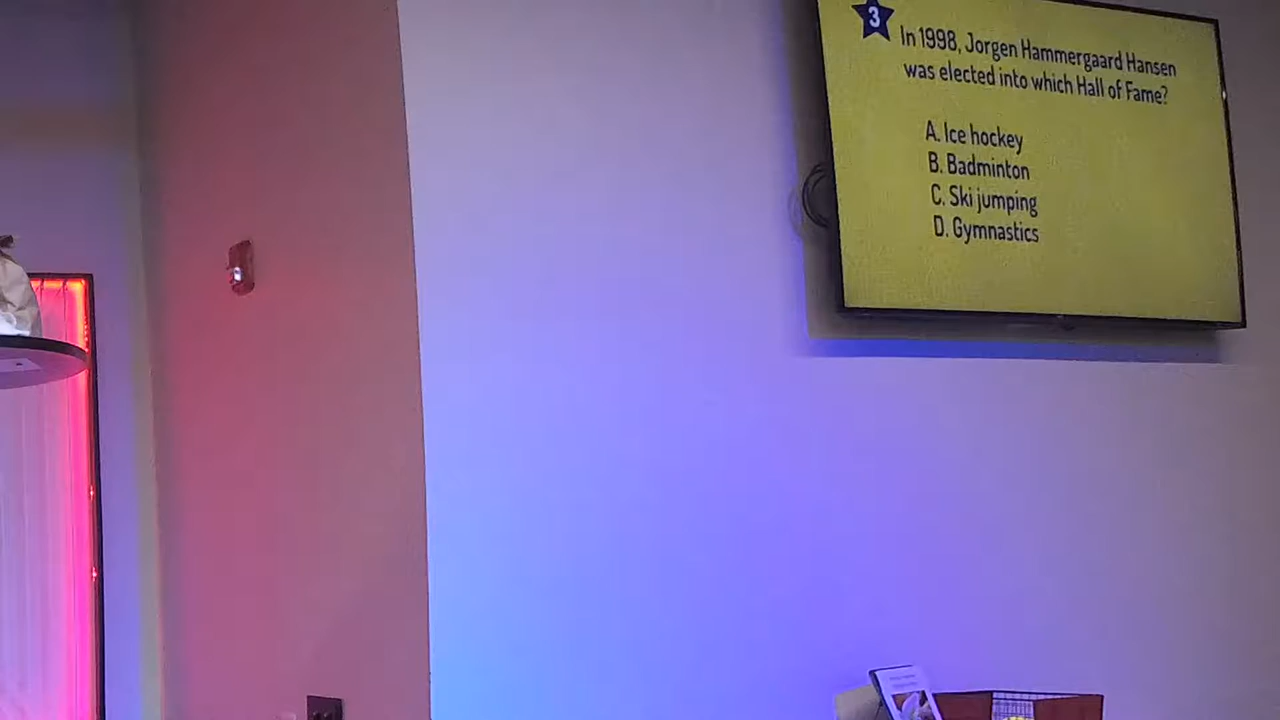 3
In 1998, Jorgen Hammergaard Hansen
was elected into which Hall of Fame?
A. Ice hockey
B. Badminton
C. Ski jumping
D. Gymnastics